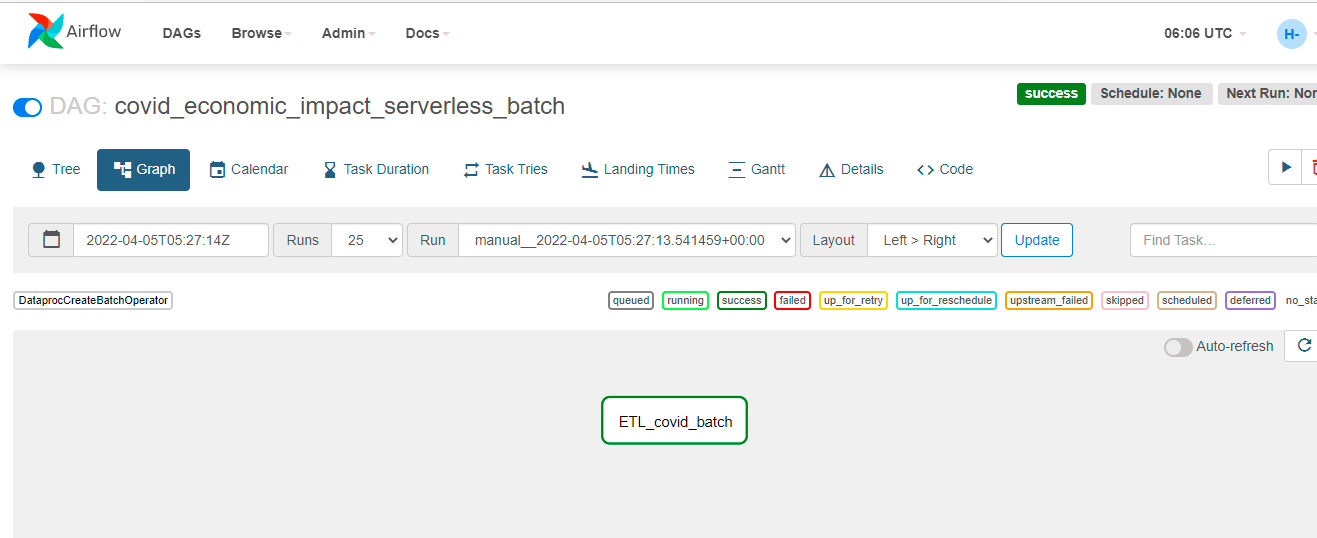 Airflow DAGs Browse Admin Docs 06:06 UTC H-
DAG: covid_economic_impact_serverless_batch success Schedule: None Next Run:
Tree Graph Calendar Task Duration Task Tries Landing Times Gantt Details Code
2022-04-05T05:27:14Z Runs 25 Run manual__2022-04-05T05:27:13.541459+00:00 Layout Left > Right Update Find Task...
DataprocCreateBatchOperator queued running success failed up_for_retry up_for_reschedule upstream_failed skipped scheduled deferred
Auto-refresh
ETL_covid_batch